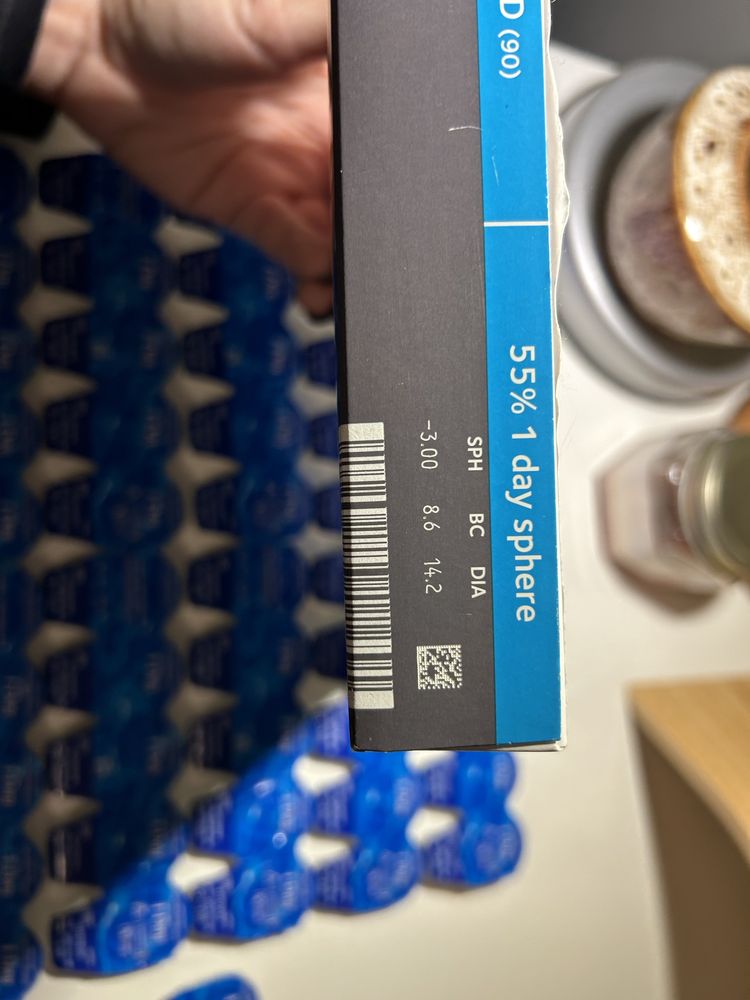 D (90)
55% 1 day sphere
SPH BC DIA
-3.00 8.6 14.2